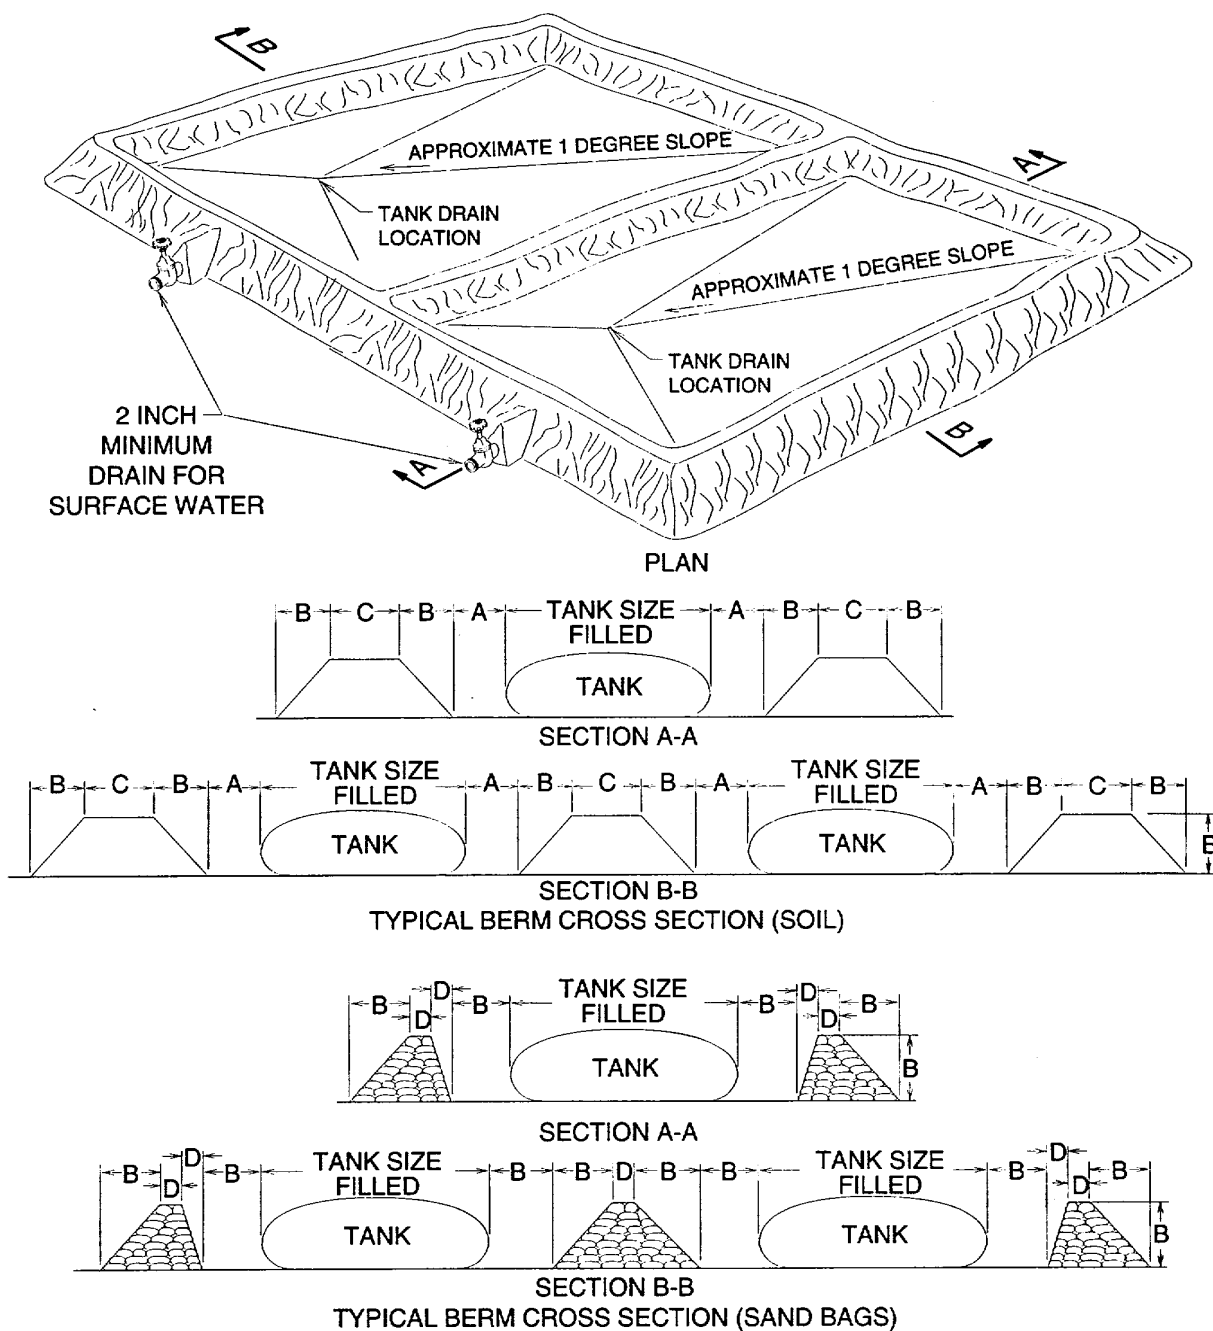 B
APPROXIMATE 1 DEGREE SLOPE
A
TANK DRAIN
LOCATION
APPROXIMATE 1 DEGREE SLOPE
TANK DRAIN
LOCATION
2 INCH
MINIMUM
DRAIN FOR
SURFACE WATER
A
B
PLAN
B C B A TANK SIZE A B C B
FILLED
TANK
SECTION A-A
B C B A TANK SIZE A B C B A TANK SIZE A B C B
FILLED FILLED
TANK TANK E
SECTION B-B
TYPICAL BERM CROSS SECTION (SOIL)
B D B TANK SIZE B D B
D FILLED D
TANK B
SECTION A-A
B D B TANK SIZE B B D B B TANK SIZE B D B
D FILLED FILLED D
TANK TANK B
SECTION B-B
TYPICAL BERM CROSS SECTION (SAND BAGS)